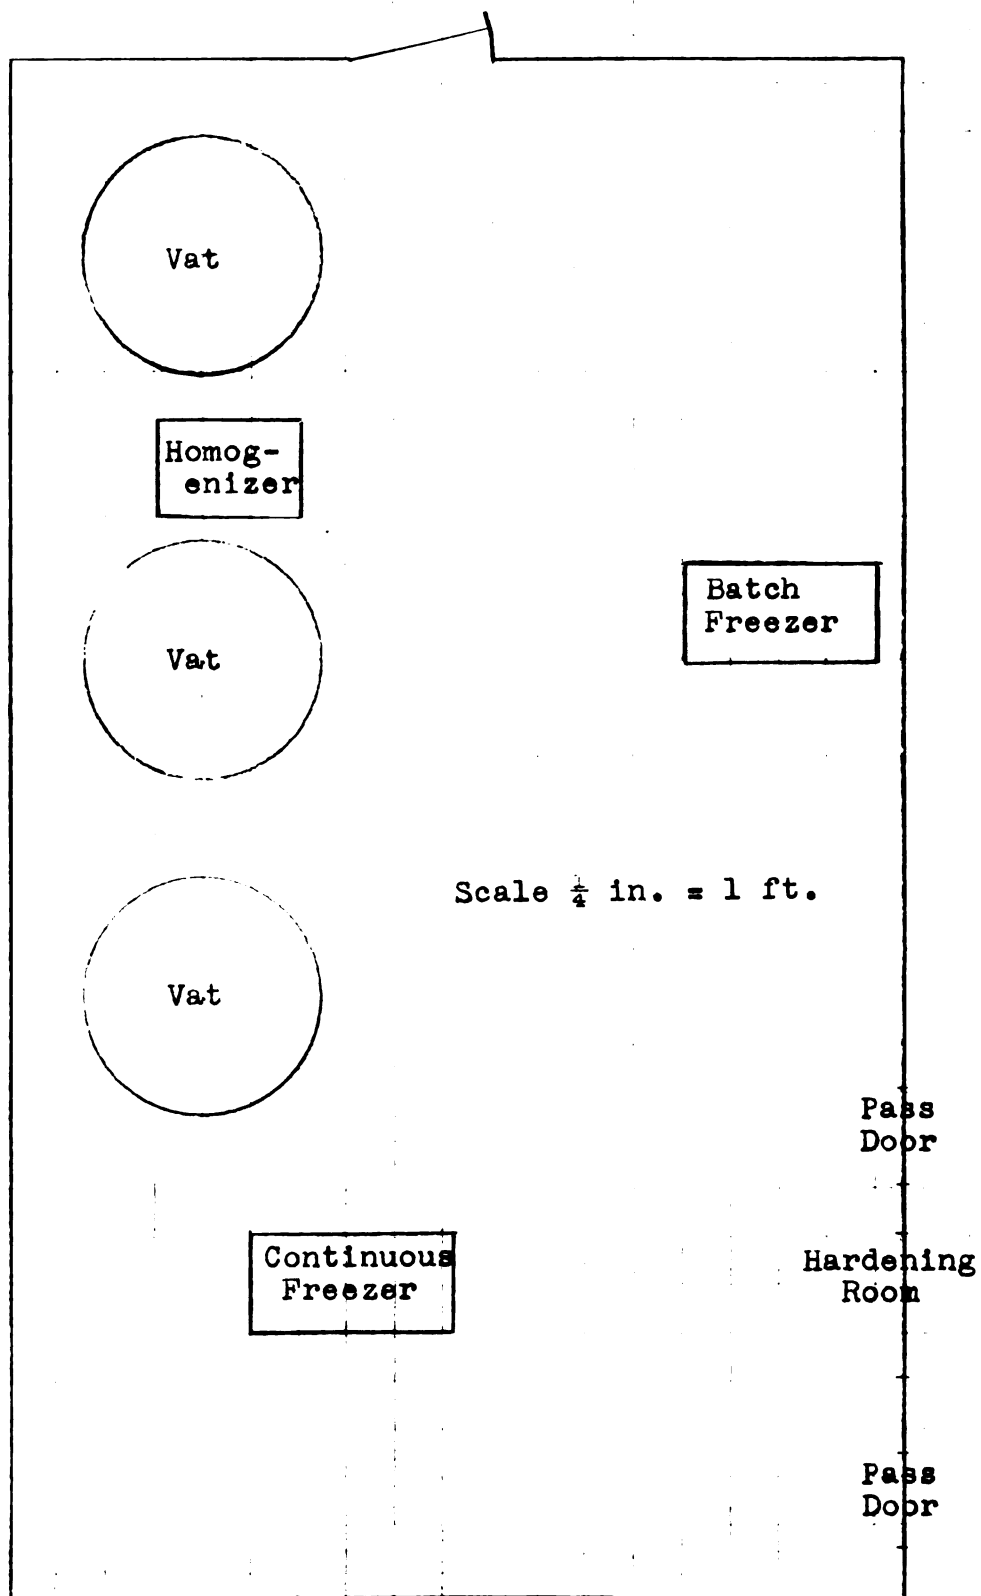 Vat
Homog-
enizer
Batch
Freezer
Vat
Scale ¼ in. = 1 ft.
Vat
Pass
Door
Continuous
Freezer
Hardening
Room
Pass
Door